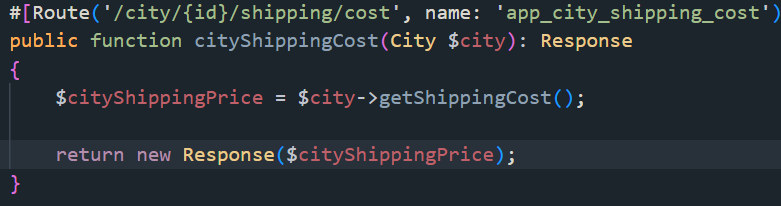 #[Route('/city/{id}/shipping/cost', name: 'app_city_shipping_cost')
public function cityShippingCost(City $city): Response
{
$cityShippingPrice = $city->getShippingCost();
return new Response($cityShippingPrice);
}